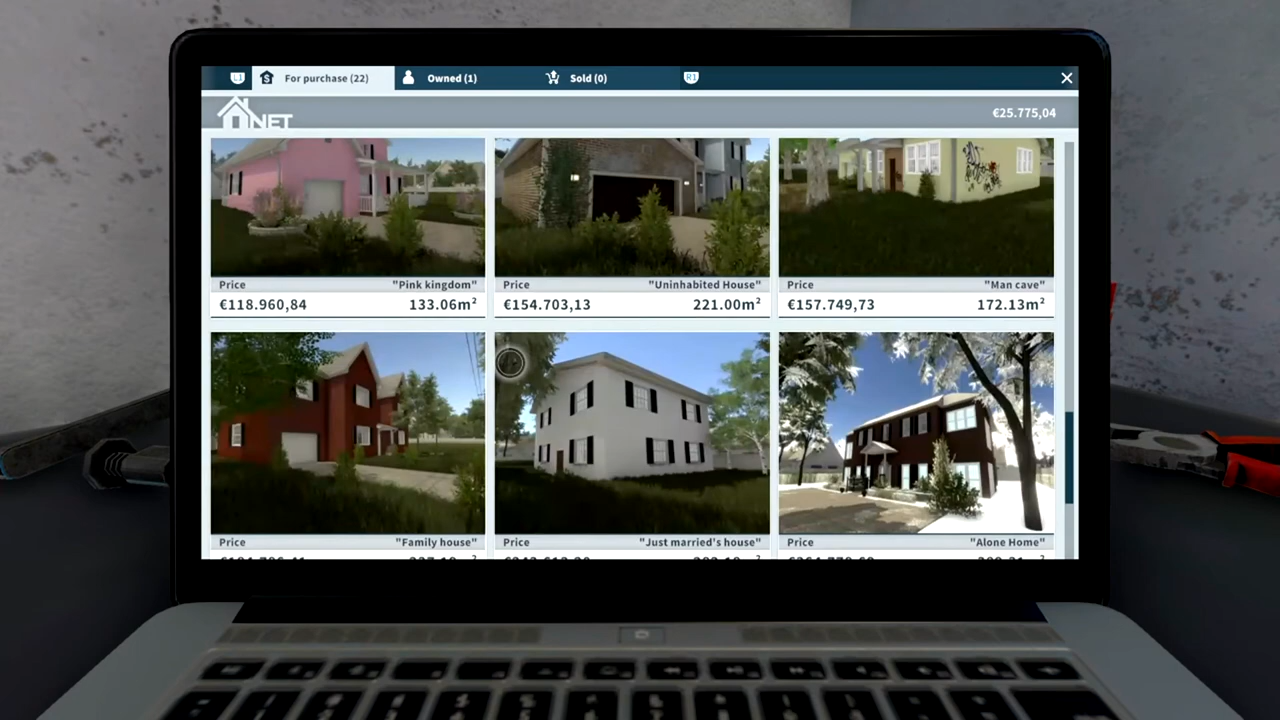 L1 For purchase (22) Owned (1) Sold (0) R1
NET €25.775,04
Price "Pink kingdom" Price "Uninhabited House" Price "Man cave"
€118.960,84 133.06m² €154.703,13 221.00m² €157.749,73 172.13m²
Price "Family house" Price "Just married's house" Price "Alone Home"